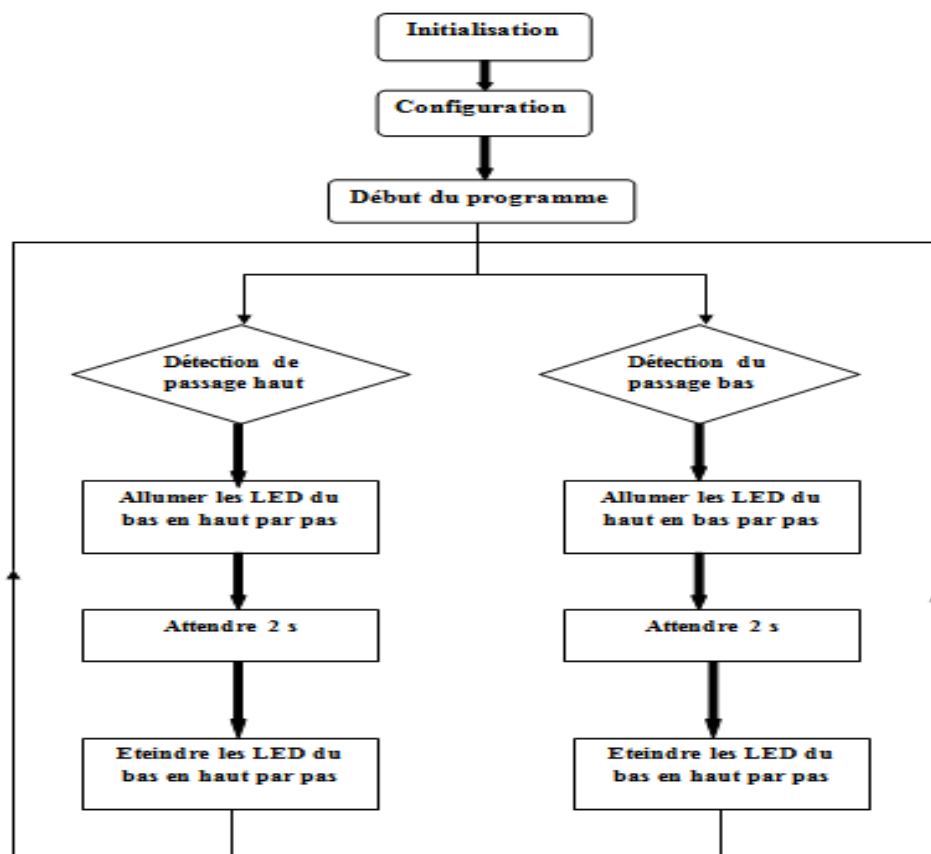 Initialisation
Configuration
Début du programme
Détection de
passage haut
Détection du
passage bas
Allumer les LED du
bas en haut par pas
Allumer les LED du
haut en bas par pas
Attendre 2 s
Attendre 2 s
Eteindre les LED du
bas en haut par pas
Eteindre les LED du
bas en haut par pas